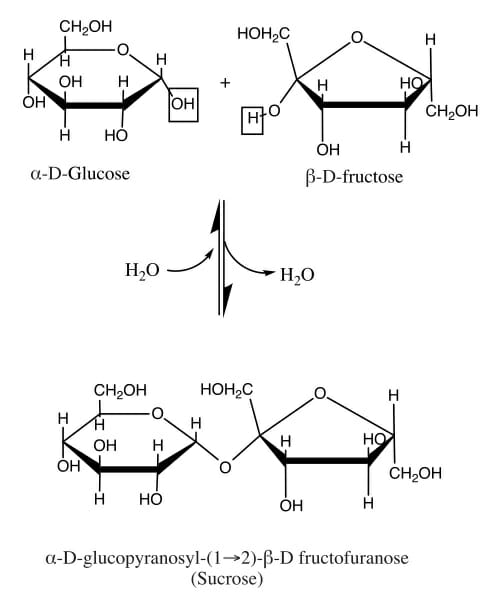 CH₂OH
O
H
H
H
OH
H
OH
OH
H
HO
α-D-Glucose
+
HOH₂C
O
H
H
HO
H-O
CH₂OH
OH
H
β-D-fructose
H₂O
H₂O
CH₂OH
O
H
H
H
OH
H
OH
H
HO
O
HOH₂C
O
H
H
HO
CH₂OH
OH
H
α-D-glucopyranosyl-(1→2)-β-D fructofuranose
(Sucrose)